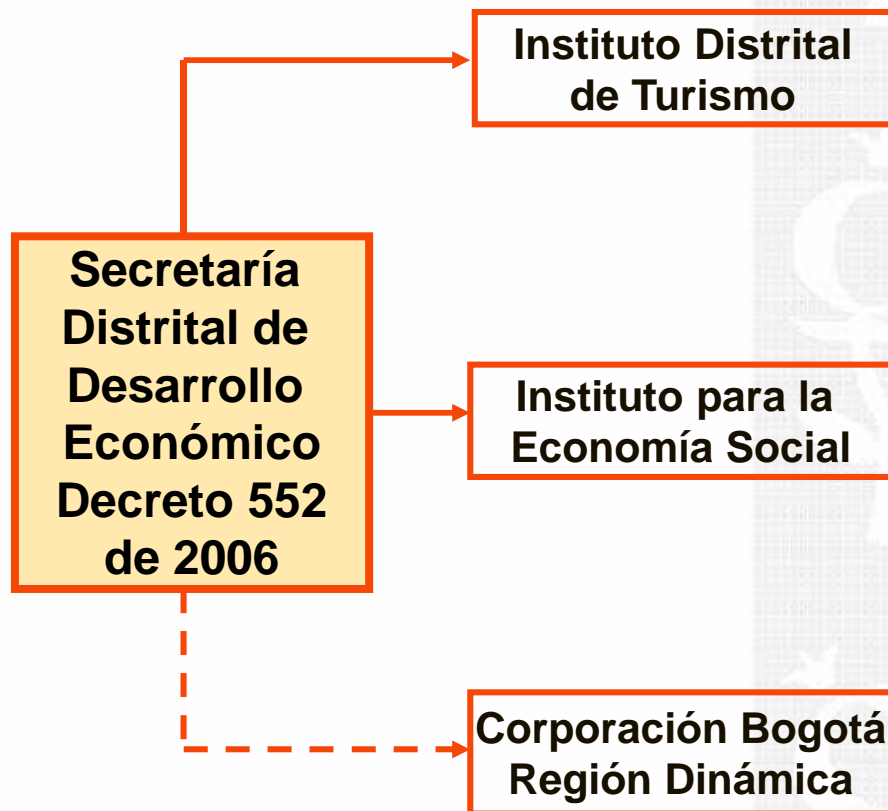 Instituto Distrital
de Turismo
Secretaría
Distrital de
Desarrollo
Económico
Decreto 552
de 2006
Instituto para la
Economía Social
Corporación Bogotá
Región Dinámica